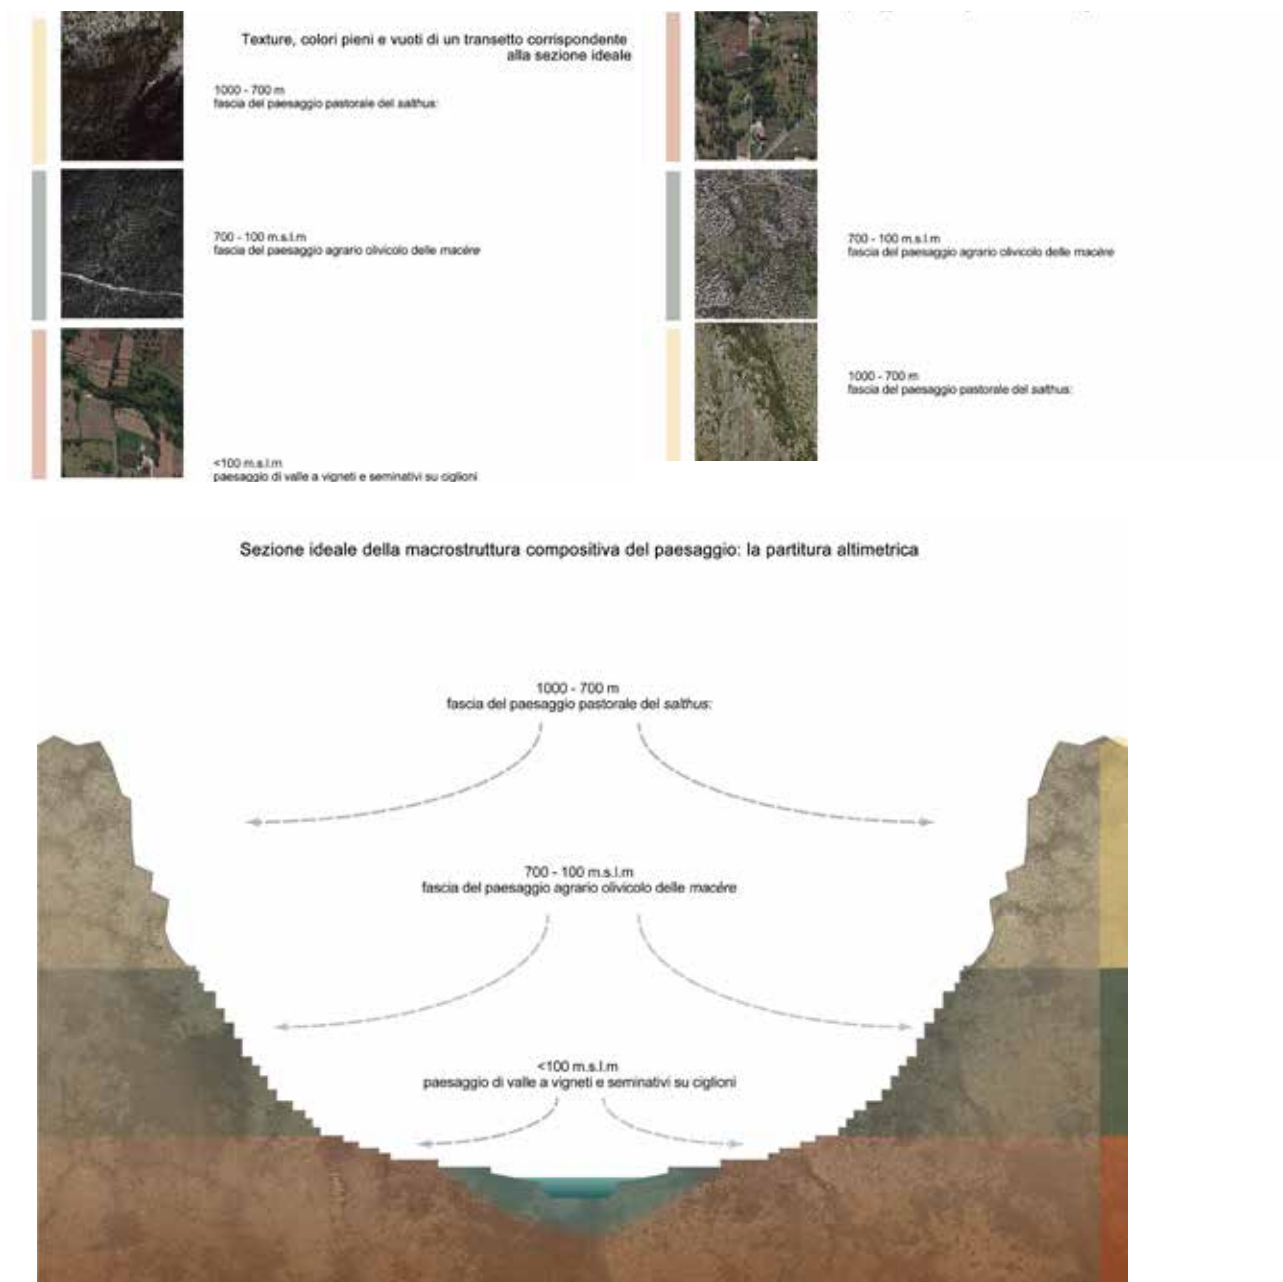 Texture, colori pieni e vuoti di un transetto corrispondente
alla sezione ideale
1000 - 700 m
fascia del paesaggio pastorale del salthus:
700 - 100 m.s.l.m
fascia del paesaggio agrario olivicolo delle macére
<100 m.s.l.m
paesaggio di valle a vigneti e seminativi su ciglioni
700 - 100 m.s.l.m
fascia del paesaggio agrario olivicolo delle macére
1000 - 700 m
fascia del paesaggio pastorale del salthus:
Sezione ideale della macrostruttura compositiva del paesaggio: la partitura altimetrica
1000 - 700 m
fascia del paesaggio pastorale del salthus:
700 - 100 m.s.l.m
fascia del paesaggio agrario olivicolo delle macére
<100 m.s.l.m
paesaggio di valle a vigneti e seminativi su ciglioni